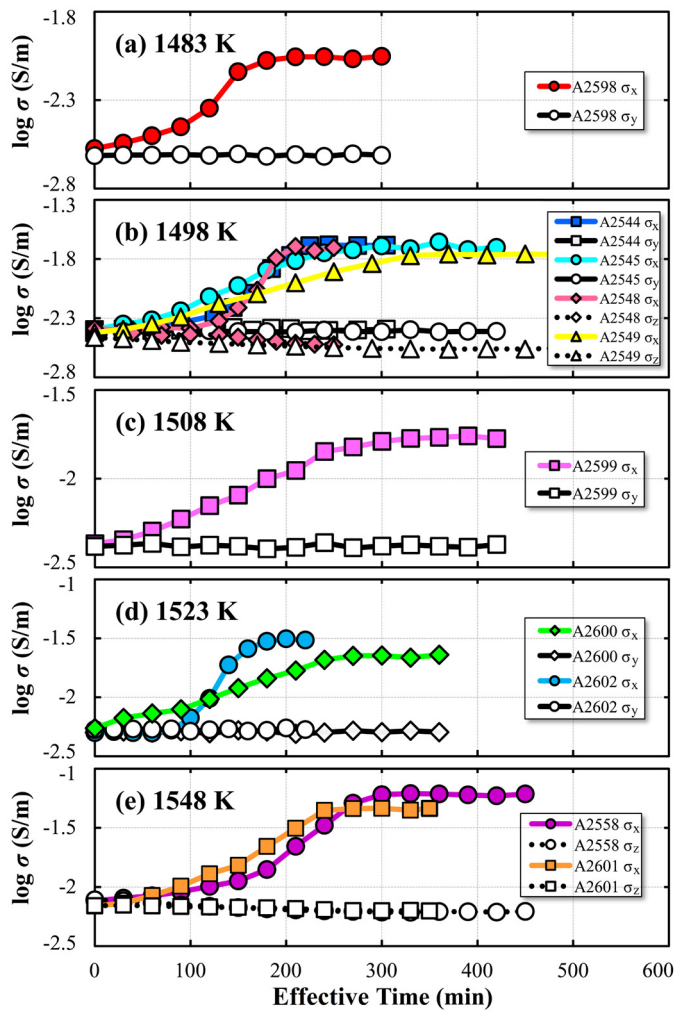 -1.8
(a) 1483 K
-2.3
log σ (S/m)
A2598 σx
A2598 σy
-2.8
-1.3
(b) 1498 K
-1.8
log σ (S/m)
-2.3
-2.8
A2544 σx
A2544 σy
A2545 σx
A2545 σy
A2548 σx
A2548 σz
A2549 σx
A2549 σz
-1.5
(c) 1508 K
-2
log σ (S/m)
A2599 σx
A2599 σy
-2.5
-1
(d) 1523 K
-1.5
log σ (S/m)
-2
-2.5
A2600 σx
A2600 σy
A2602 σx
A2602 σy
-1
(e) 1548 K
-1.5
log σ (S/m)
-2
-2.5
A2558 σx
A2558 σz
A2601 σx
A2601 σz
0 100 200 300 400 500 600
Effective Time (min)